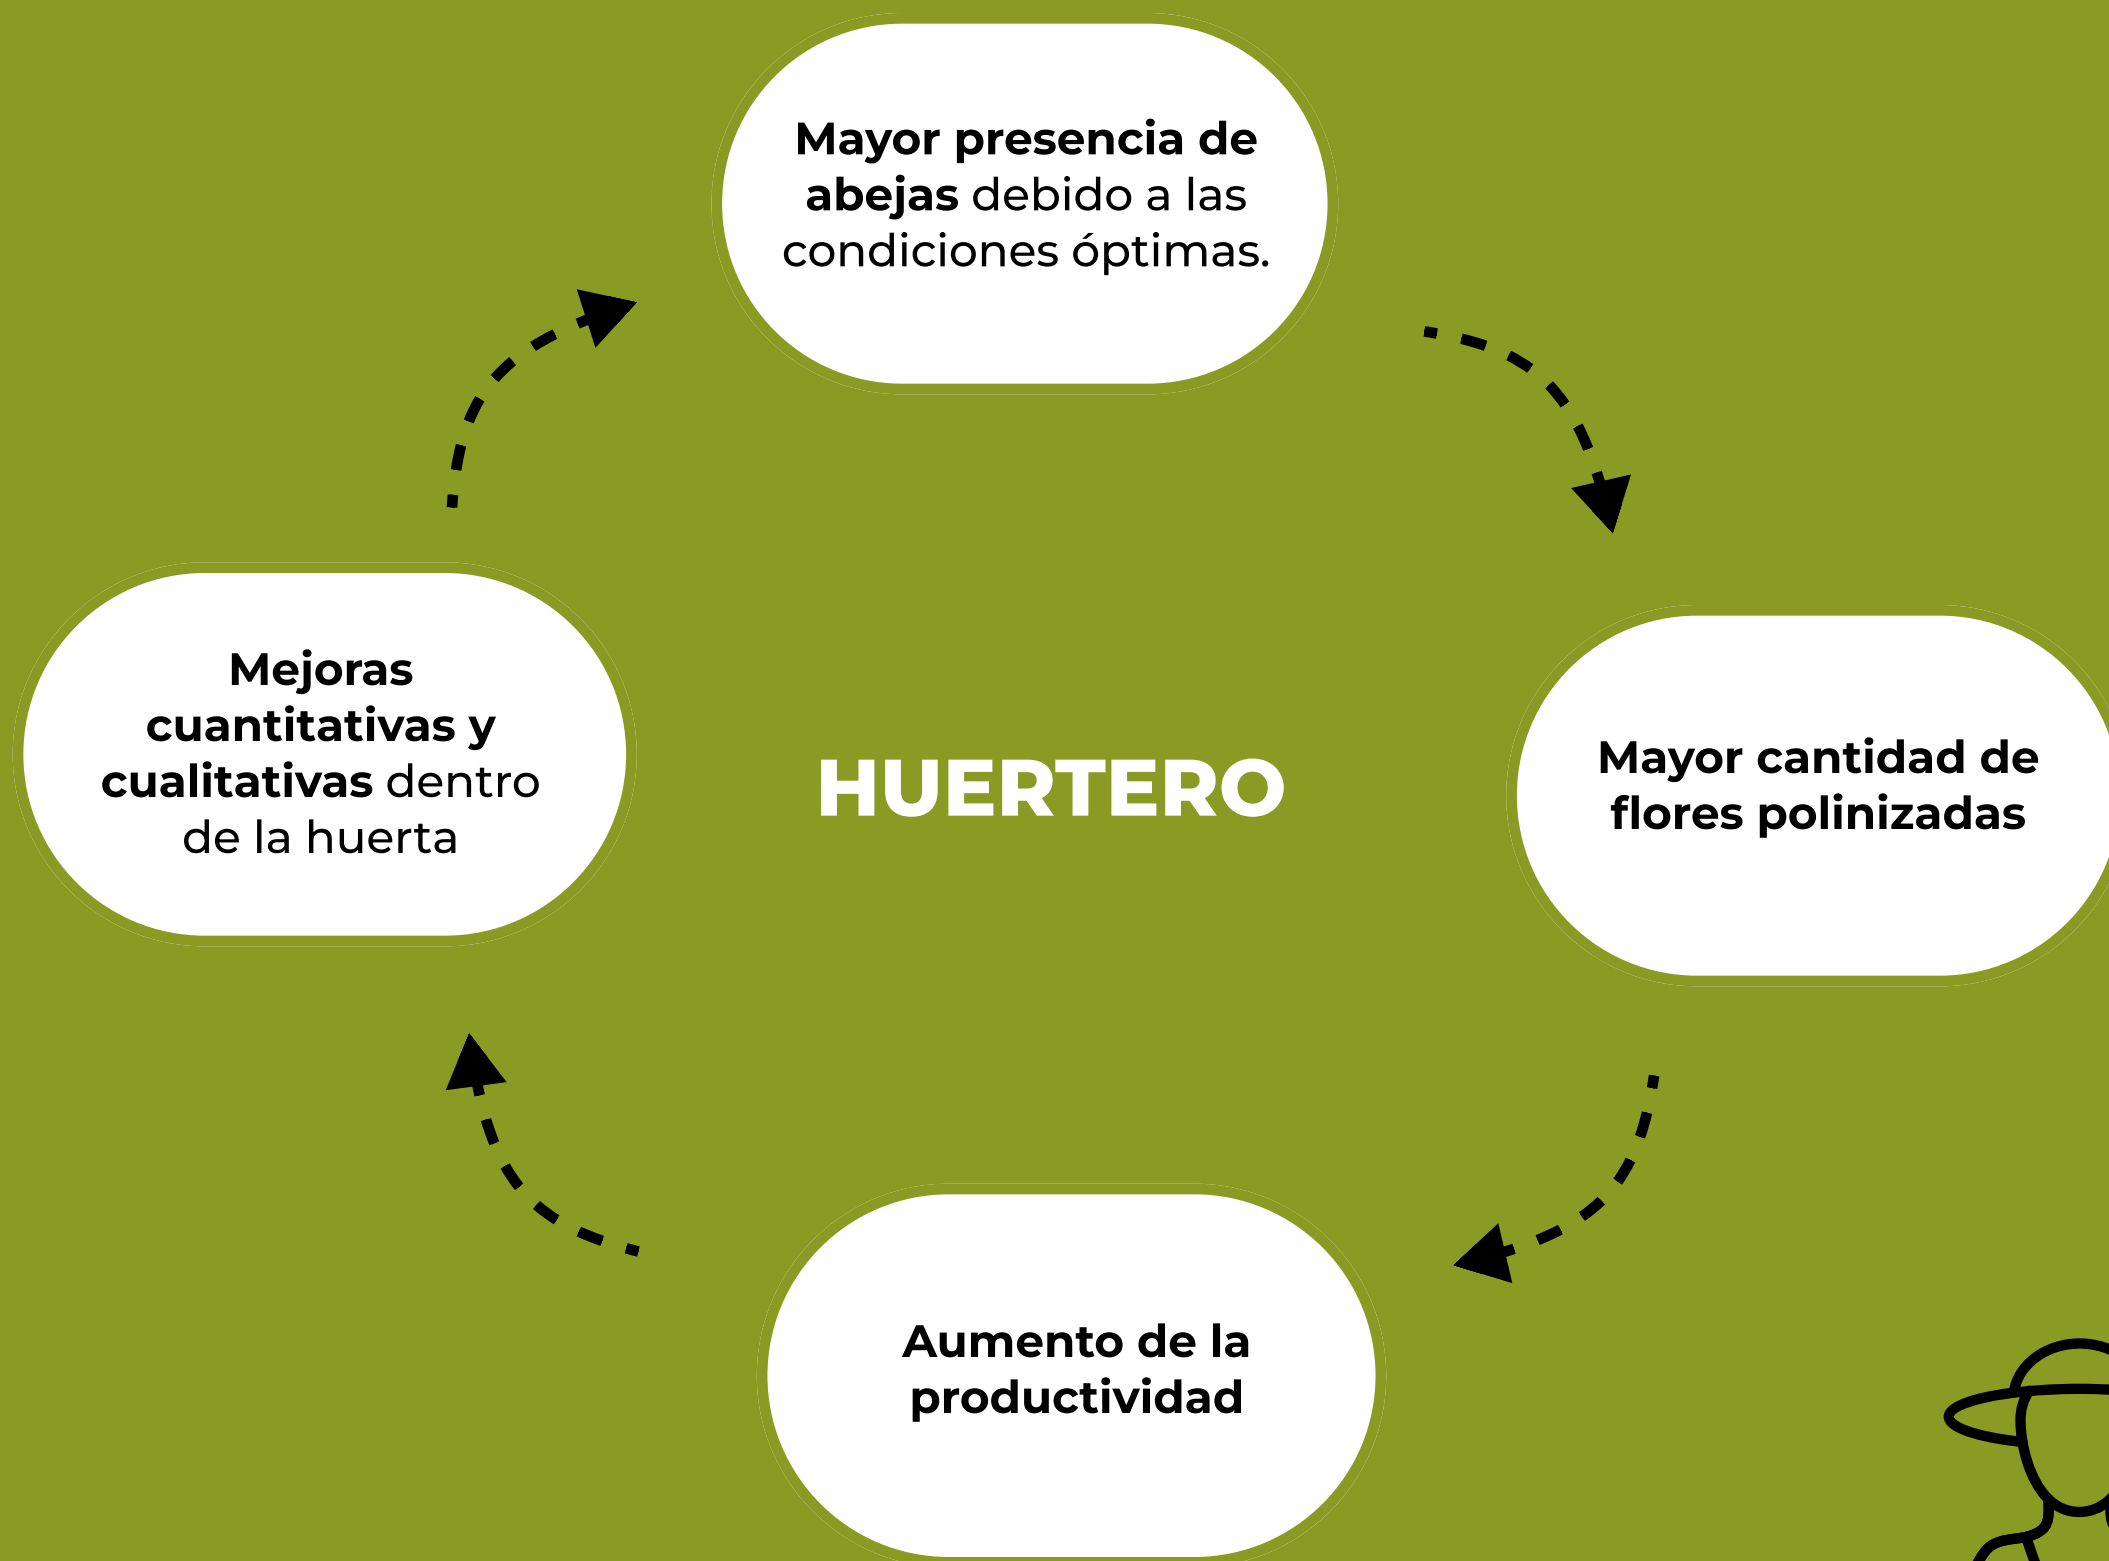 Mayor presencia de
abejas debido a las
condiciones óptimas.
Mejoras
cuantitativas y
cualitativas dentro
de la huerta
HUERTERO
Mayor cantidad de
flores polinizadas
Aumento de la
productividad